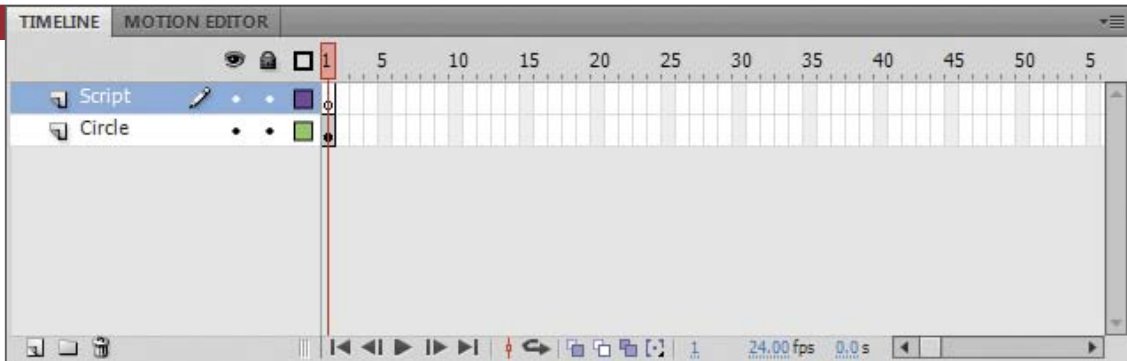 TIMELINE MOTION EDITOR
1 5 10 15 20 25 30 35 40 45 50 5
Script
Circle
1 24.00 fps 0.0 s